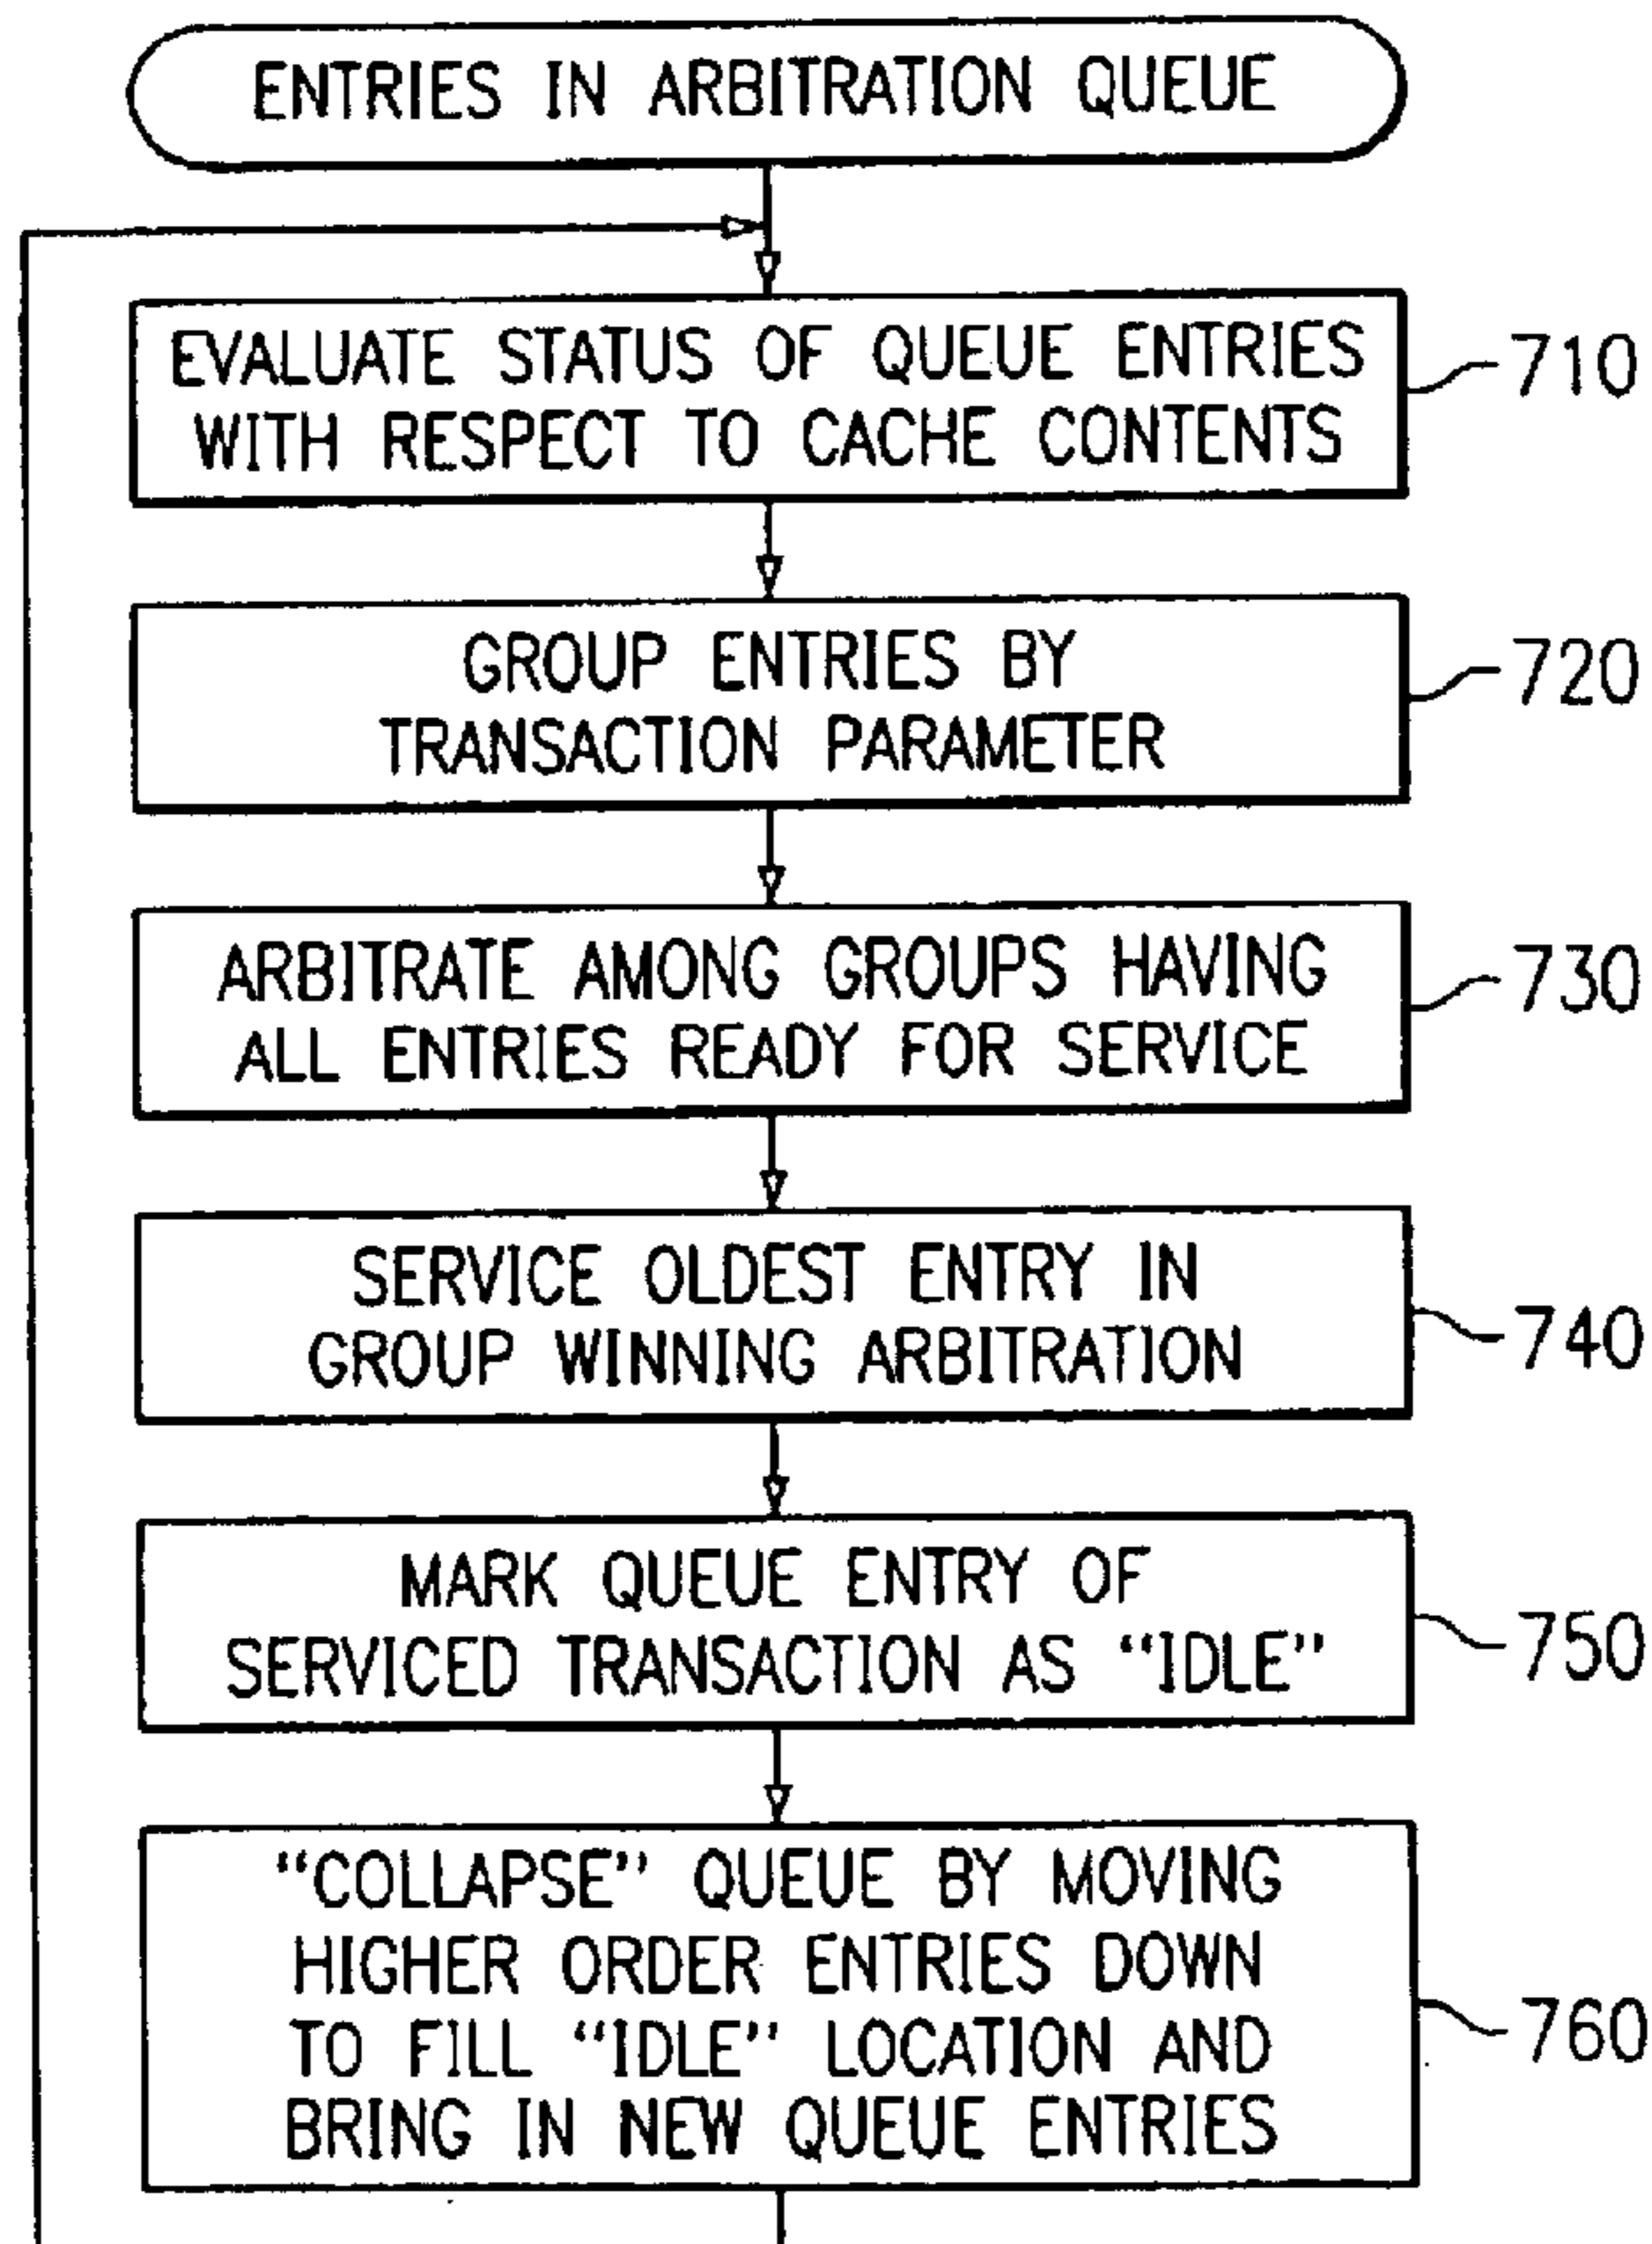 ENTRIES IN ARBITRATION QUEUE
EVALUATE STATUS OF QUEUE ENTRIES
WITH RESPECT TO CACHE CONTENTS
710
GROUP ENTRIES BY
TRANSACTION PARAMETER
720
ARBITRATE AMONG GROUPS HAVING
ALL ENTRIES READY FOR SERVICE
730
SERVICE OLDEST ENTRY IN
GROUP WINNING ARBITRATION
740
MARK QUEUE ENTRY OF
SERVICED TRANSACTION AS “IDLE”
750
“COLLAPSE” QUEUE BY MOVING
HIGHER ORDER ENTRIES DOWN
TO FILL “IDLE” LOCATION AND
BRING IN NEW QUEUE ENTRIES
760